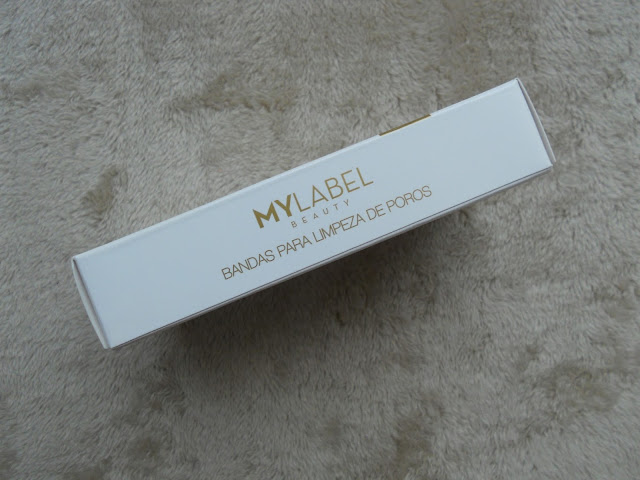 MYLABEL
BEAUTY
BANDAS PARA LIMPEZA DE POROS